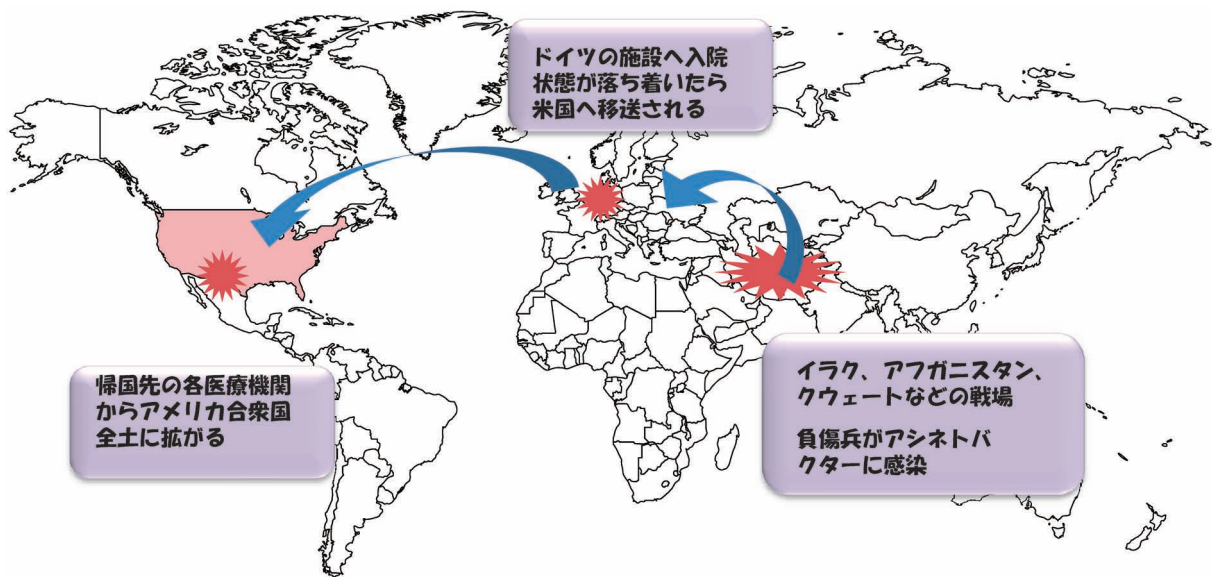 ドイツの施設へ入院
状態が落ち着いたら
米国へ移送される
帰国先の各医療機関
からアメリカ合衆国
全土に拡がる
イラク、アフガニスタン、
クウェートなどの戦場
負傷兵がアシネトバ
クターに感染